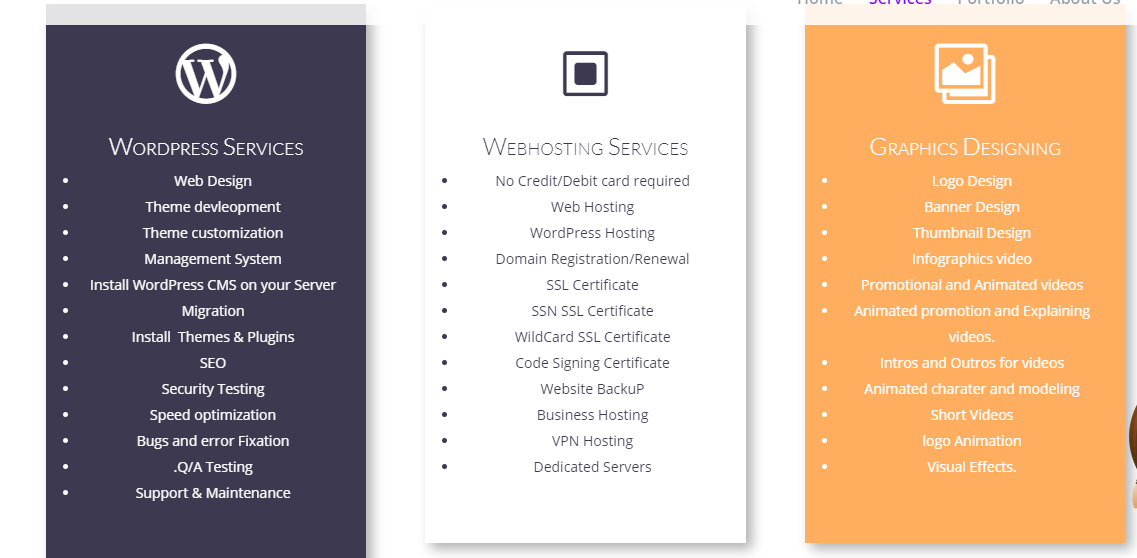 Home Services Portfolio About Us
Wordpress Services
Web Design
Theme devleopment
Theme customization
Management System
Install WordPress CMS on your Server
Migration
Install  Themes & Plugins
SEO
Security Testing
Speed optimization
Bugs and error Fixation
.Q/A Testing
Support & Maintenance
Webhosting Services
No Credit/Debit card required
Web Hosting
WordPress Hosting
Domain Registration/Renewal
SSL Certificate
SSN SSL Certificate
WildCard SSL Certificate
Code Signing Certificate
Website BackuP
Business Hosting
VPN Hosting
Dedicated Servers
Graphics Designing
Logo Design
Banner Design
Thumbnail Design
Infographics video
Promotional and Animated videos
Animated promotion and Explaining
videos.
Intros and Outros for videos
Animated charater and modeling
Short Videos
logo Animation
Visual Effects.